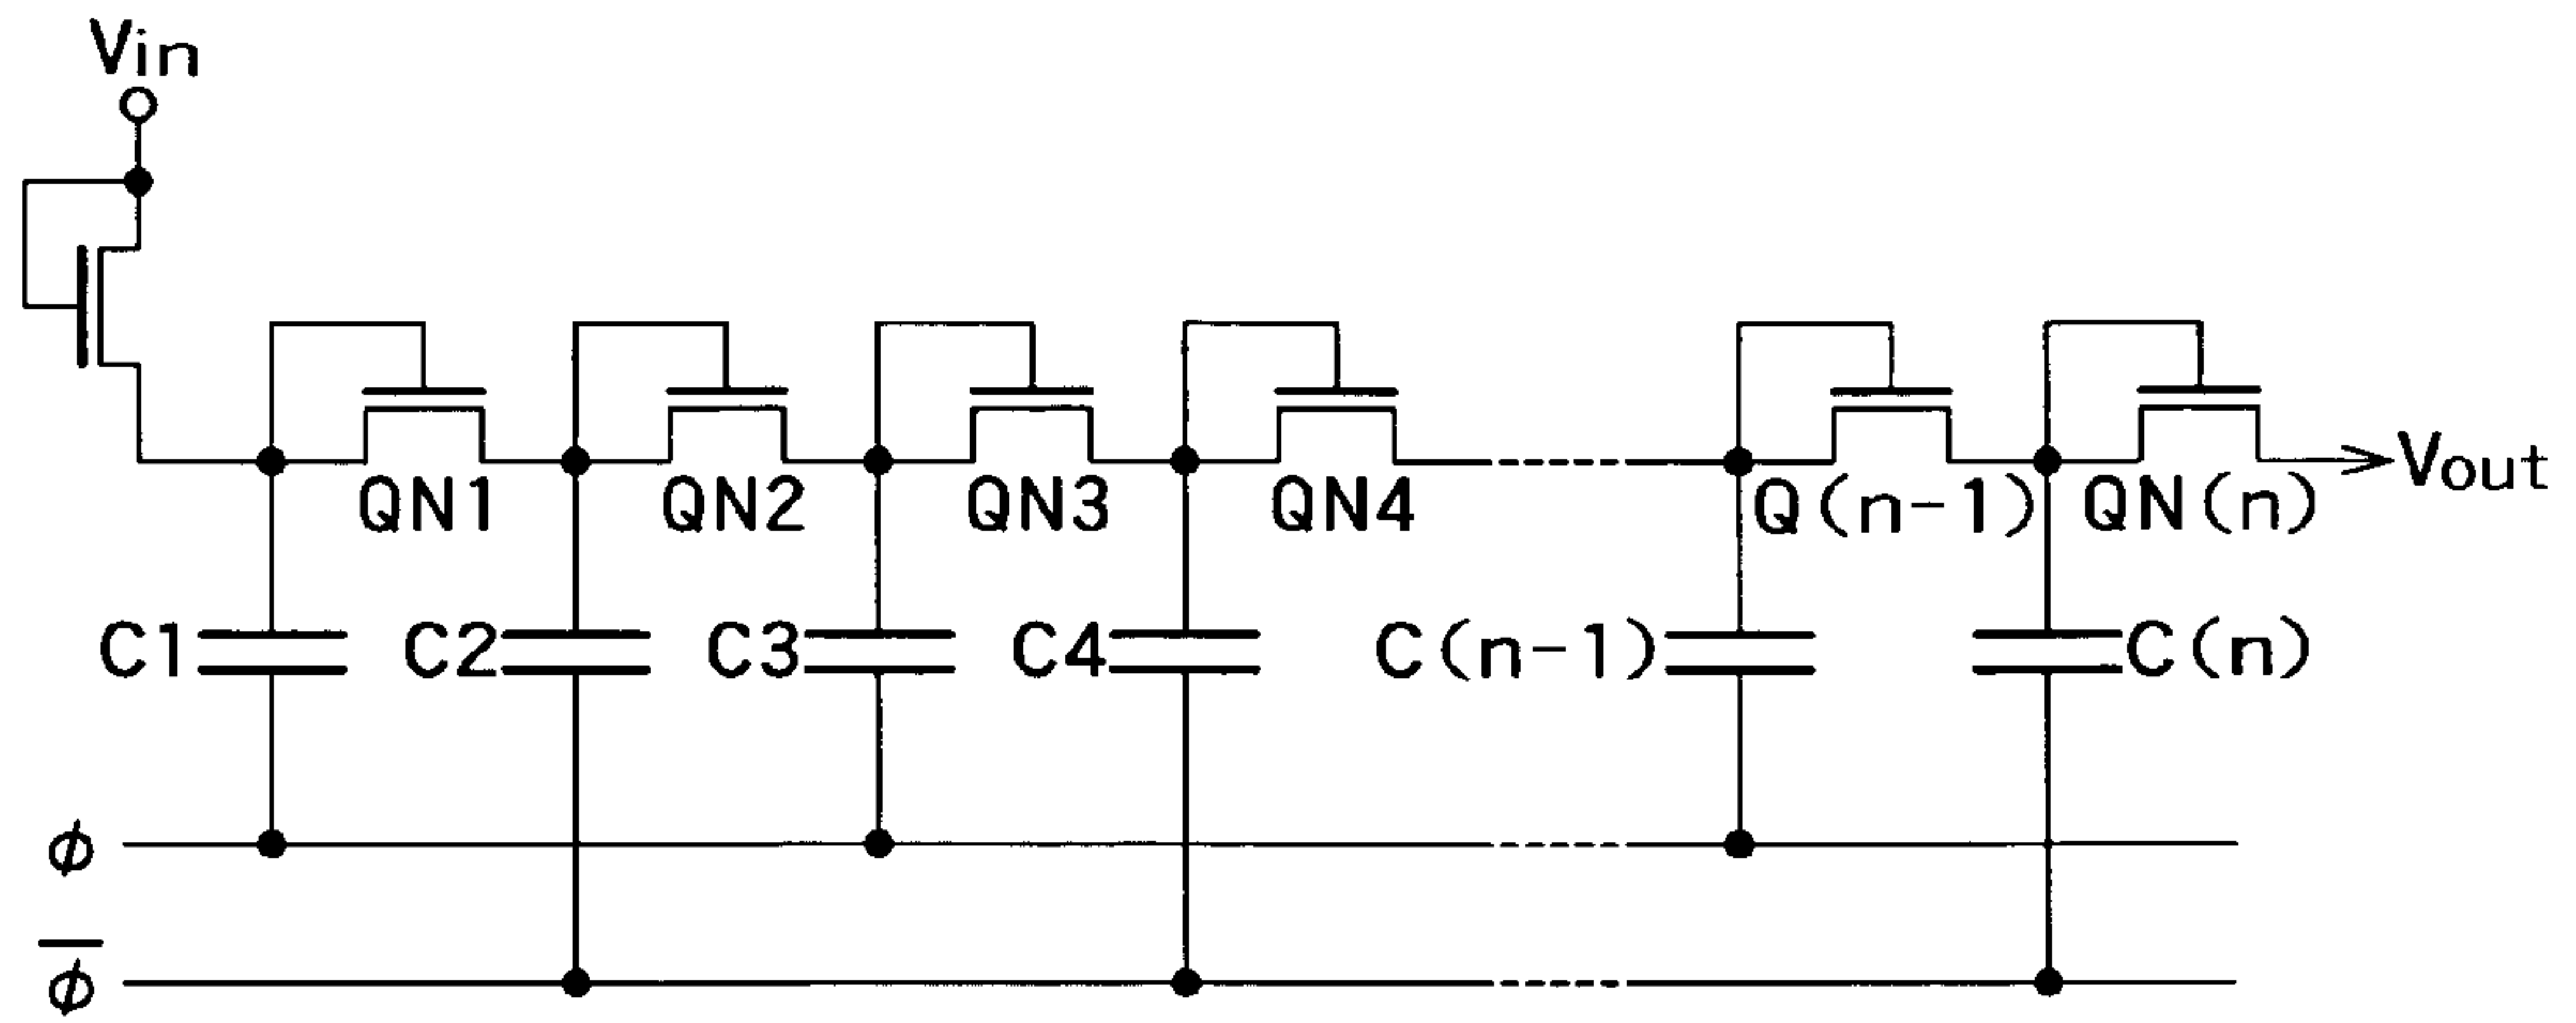 Vin
QN1 QN2 QN3 QN4 Q(n-1) QN(n) Vout
C1 C2 C3 C4 C(n-1) C(n)
ϕ
ϕ̅